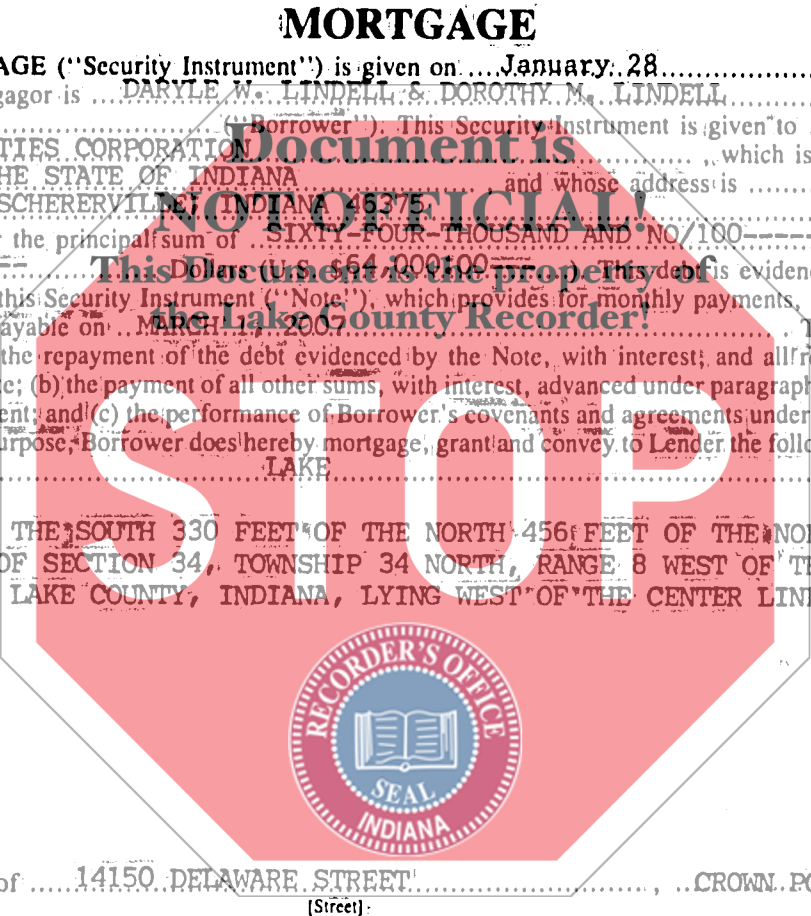 MORTGAGE
AGE ("Security Instrument") is given on ....January 28...................
gagor is ....DARYLE W. LINDELL & DOROTHY M. LINDELL.............
("Borrower"). This Security Instrument is given to
Document is
TIES CORPORATION .........., which is
HE STATE OF INDIANA .........., and whose address is ........
NOT OFFICIAL!
SCHERERVILLE, INDIANA 46375
the principal sum of ..SIXTY-FOUR-THOUSAND AND NO/100-----
This Document is the property of
Dollars (U.S. $64,000.00-----). This debt is eviden
this Security Instrument ("Note"), which provides for monthly payments,
the Lake County Recorder!
ayable on ..MARCH 1, 2007
the repayment of the debt evidenced by the Note, with interest, and all
e; (b) the payment of all other sums, with interest, advanced under paragraph
ent; and (c) the performance of Borrower's covenants and agreements under
urpose, Borrower does hereby mortgage, grant and convey to Lender the follo
LAKE
STOP
THE SOUTH 330 FEET OF THE NORTH 456 FEET OF THE NO
OF SECTION 34, TOWNSHIP 34 NORTH, RANGE 8 WEST OF T
LAKE COUNTY, INDIANA, LYING WEST OF THE CENTER LIN
RECORDER'S OFFICE
SEAL
INDIANA
of .....14150 DELAWARE STREET.........................., ..CROWN PO
[Street]